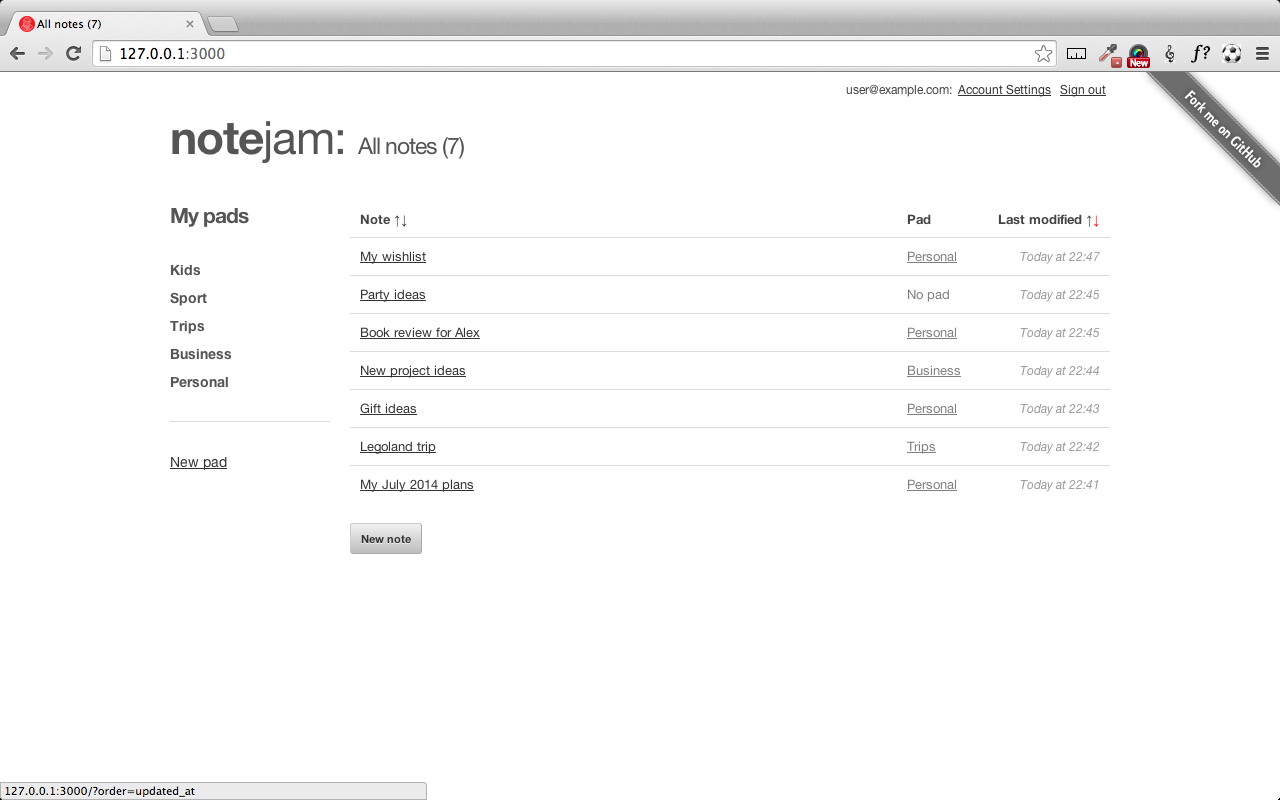 All notes (7)
127.0.0.1:3000
New
f?
user@example.com: Account Settings Sign out
Fork me on GitHub
notejam: All notes (7)
My pads
Kids
Sport
Trips
Business
Personal
New pad
Note ↑↓ Pad Last modified ↑↓
My wishlist Personal Today at 22:47
Party ideas No pad Today at 22:45
Book review for Alex Personal Today at 22:45
New project ideas Business Today at 22:44
Gift ideas Personal Today at 22:43
Legoland trip Trips Today at 22:42
My July 2014 plans Personal Today at 22:41
New note
127.0.0.1:3000/?order=updated_at